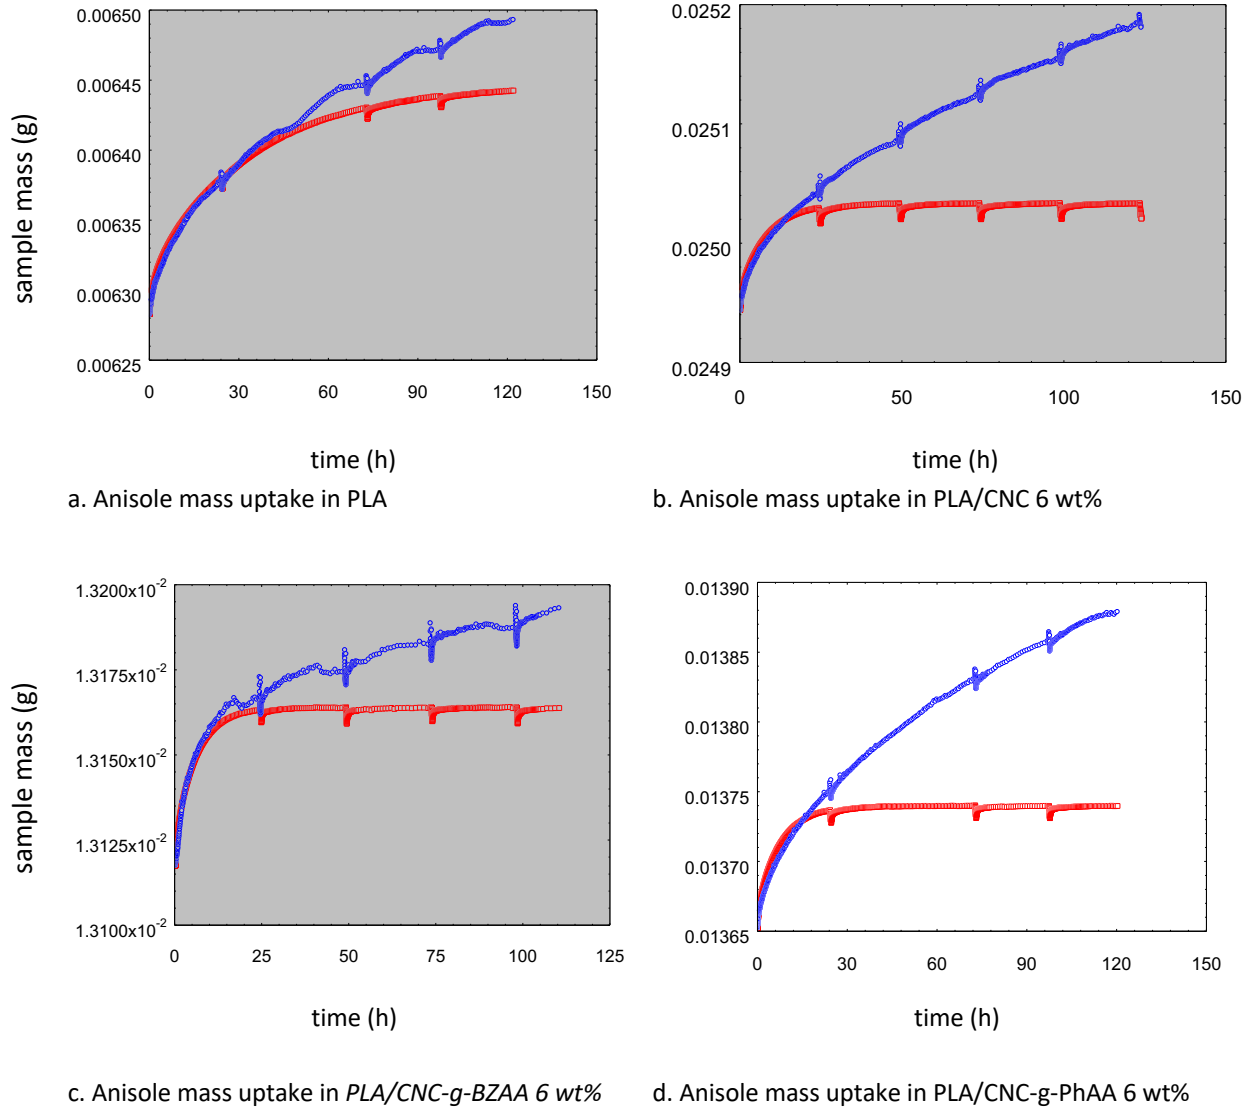 0.00650
0.00645
0.00640
0.00635
0.00630
0.00625
sample mass (g)
0 30 60 90 120 150
time (h)
a. Anisole mass uptake in PLA
0.0252
0.0251
0.0250
0.0249
0 50 100 150
time (h)
b. Anisole mass uptake in PLA/CNC 6 wt%
1.3200x10-2
1.3175x10-2
1.3150x10-2
1.3125x10-2
1.3100x10-2
sample mass (g)
0 25 50 75 100 125
time (h)
c. Anisole mass uptake in PLA/CNC-g-BZAA 6 wt%
0.01390
0.01385
0.01380
0.01375
0.01370
0.01365
0 30 60 90 120 150
time (h)
d. Anisole mass uptake in PLA/CNC-g-PhAA 6 wt%